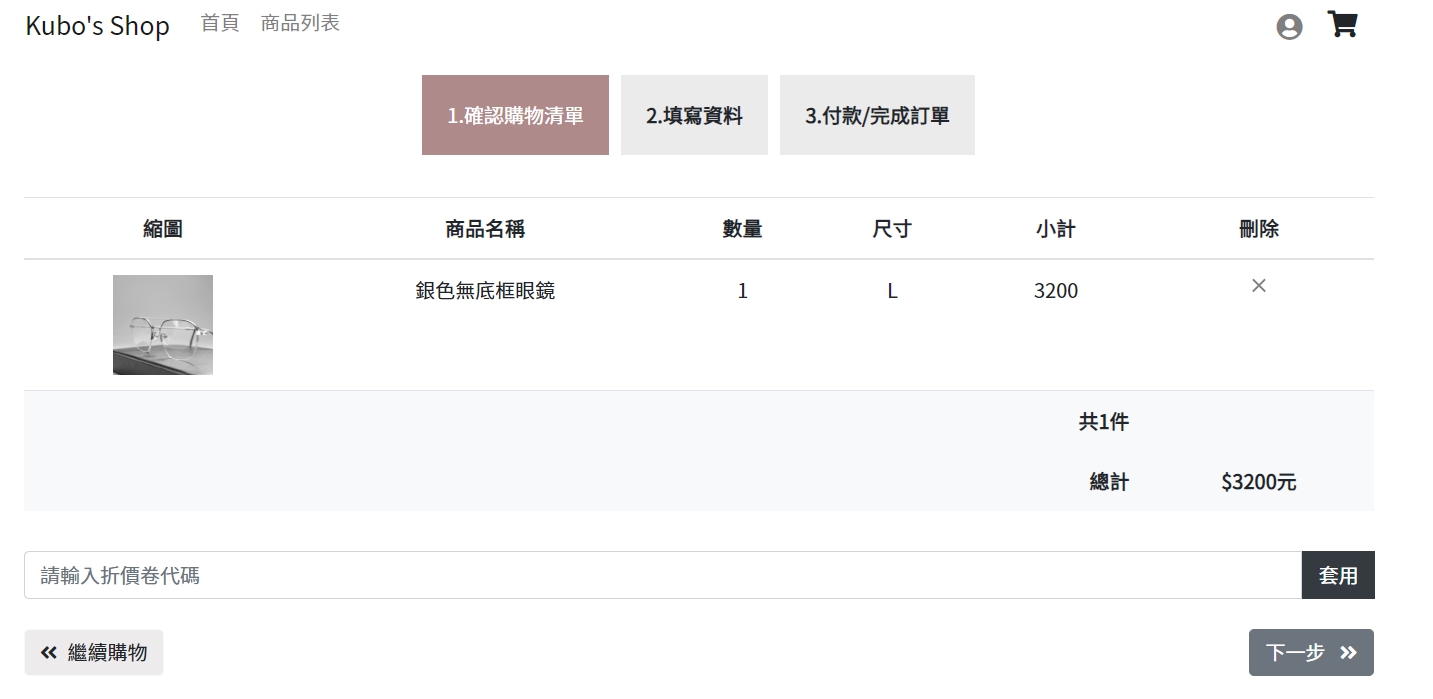 Kubo's Shop 首頁 商品列表
1.確認購物清單 2.填寫資料 3.付款/完成訂單
縮圖 商品名稱 數量 尺寸 小計 刪除
銀色無底框眼鏡 1 L 3200
共1件
總計 $3200元
請輸入折價卷代碼 套用
繼續購物 下一步